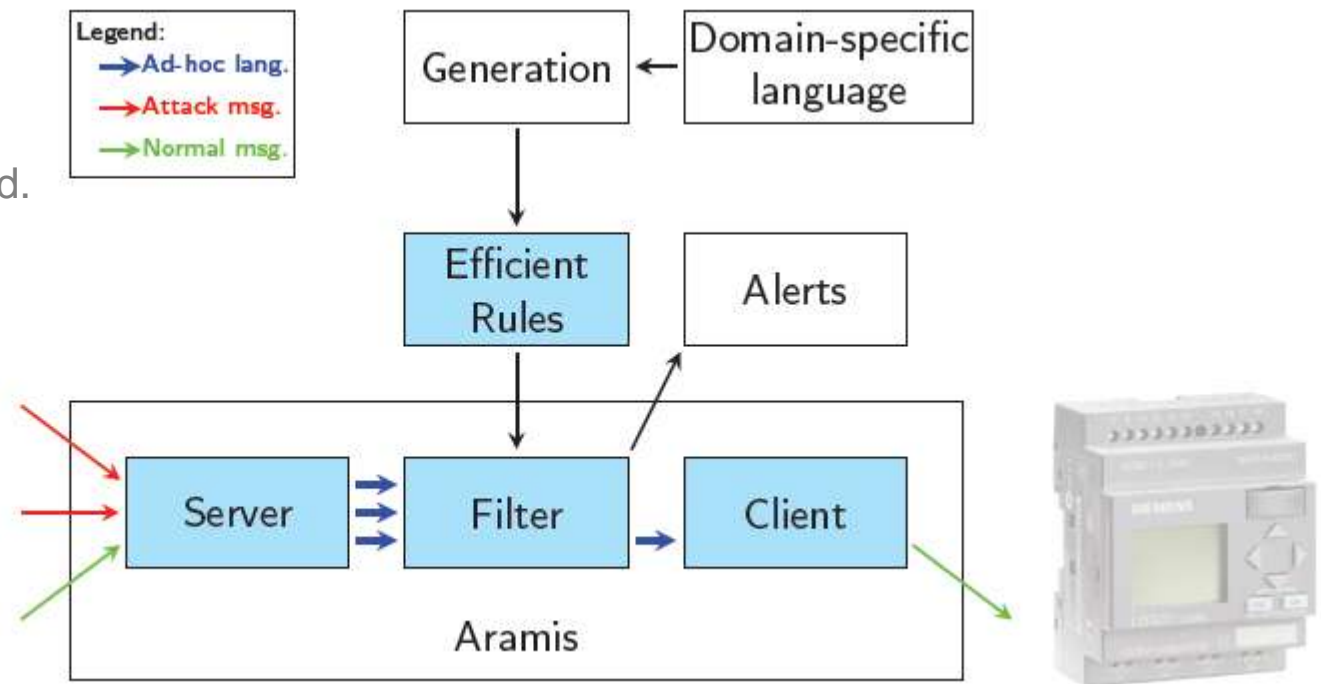 Legend:
Ad-hoc lang.
Attack msg.
Normal msg.
Generation
Domain-specific
language
d.
Efficient
Rules
Alerts
Server
Filter
Client
Aramis
SIEMENS